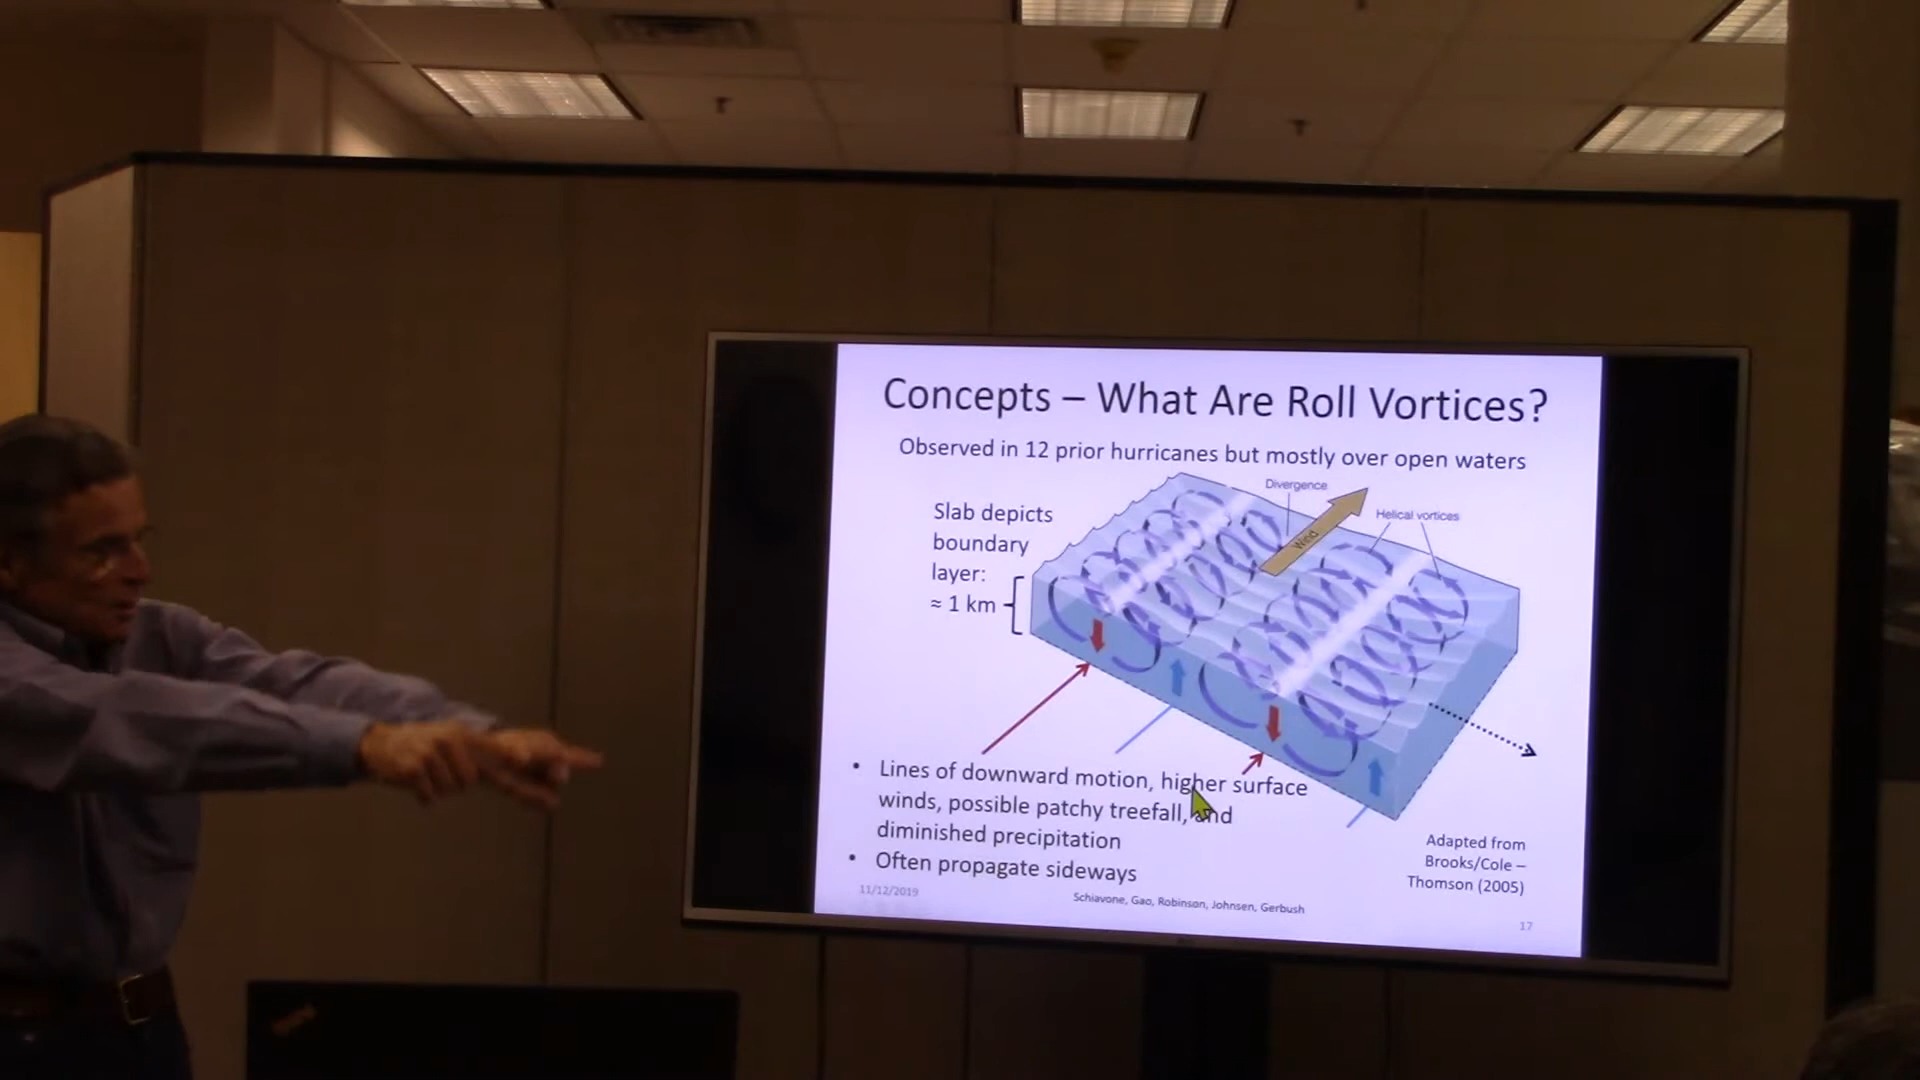 Concepts – What Are Roll Vortices?
Observed in 12 prior hurricanes but mostly over open waters
Divergence
Helical vortices
Wind
Slab depicts
boundary
layer:
≈ 1 km
• Lines of downward motion, higher surface
winds, possible patchy treefall, and
diminished precipitation
• Often propagate sideways
Adapted from
Brooks/Cole –
Thomson (2005)
11/12/2019
Schiavone, Gao, Robinson, Johnsen, Gerbush
17